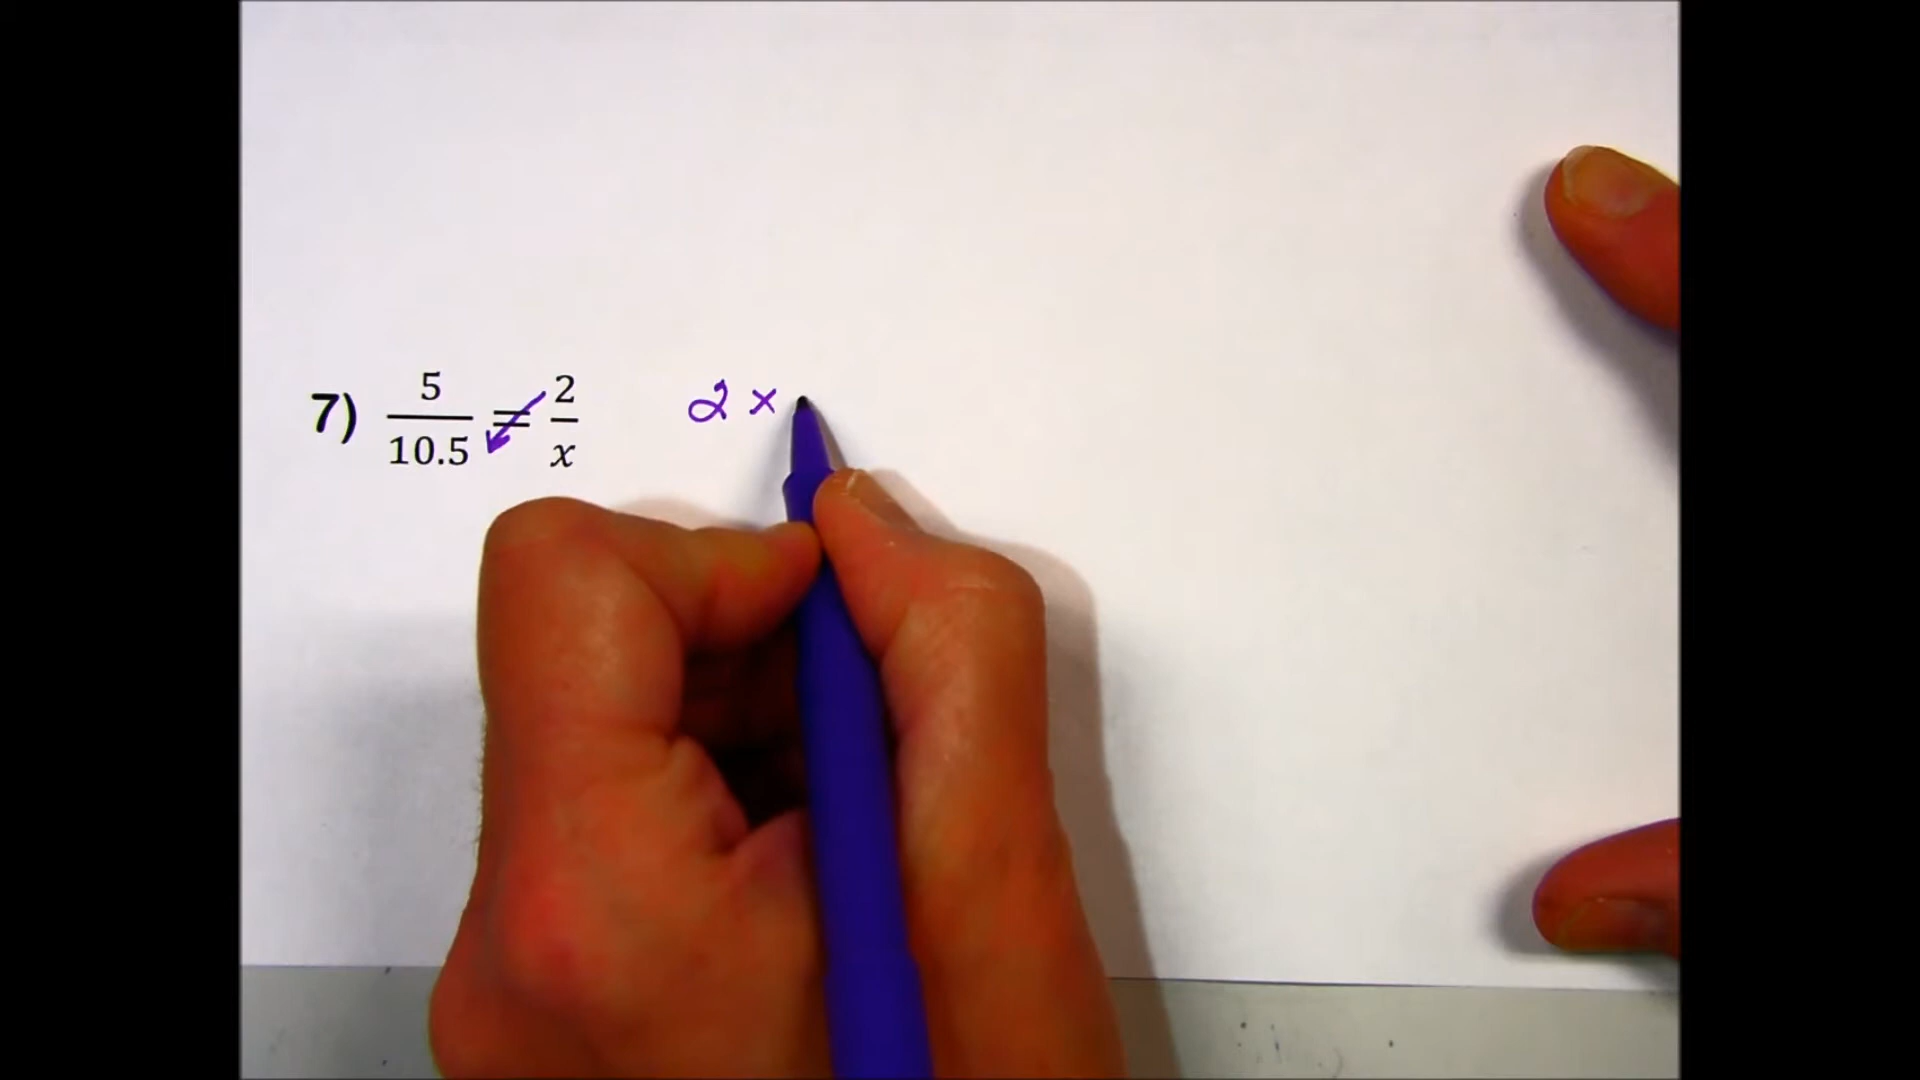 7) 5/10.5 = 2/x 2 ×